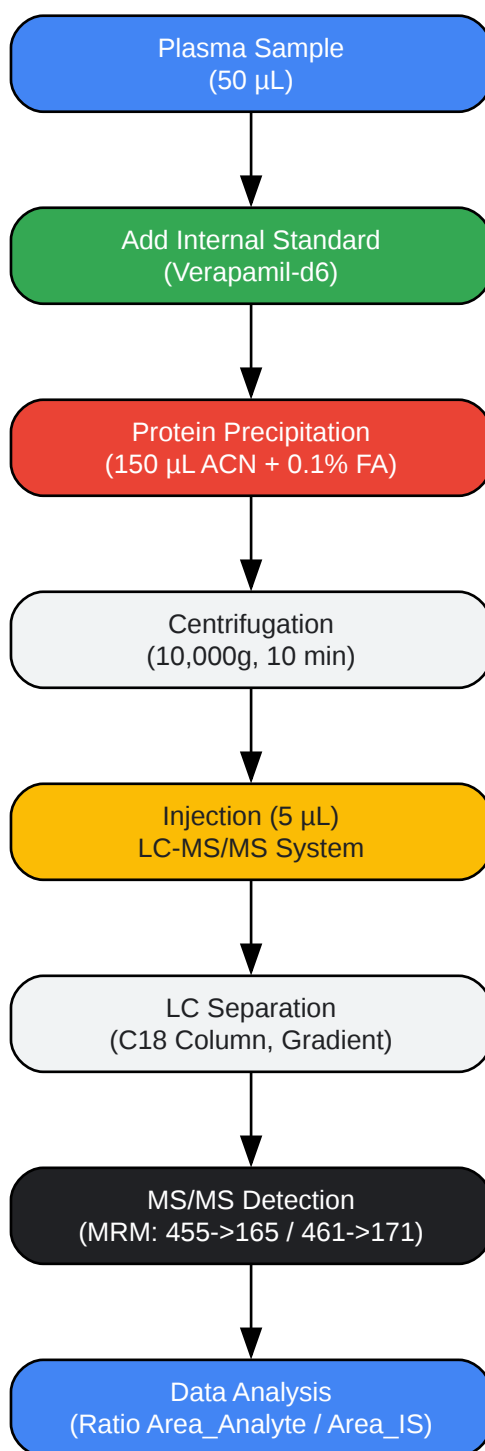 Plasma Sample
(50 µL)
Add Internal Standard
(Verapamil-d6)
Protein Precipitation
(150 µL ACN + 0.1% FA)
Centrifugation
(10,000g, 10 min)
Injection (5 µL)
LC-MS/MS System
LC Separation
(C18 Column, Gradient)
MS/MS Detection
(MRM: 455->165 / 461->171)
Data Analysis
(Ratio Area_Analyte / Area_IS)